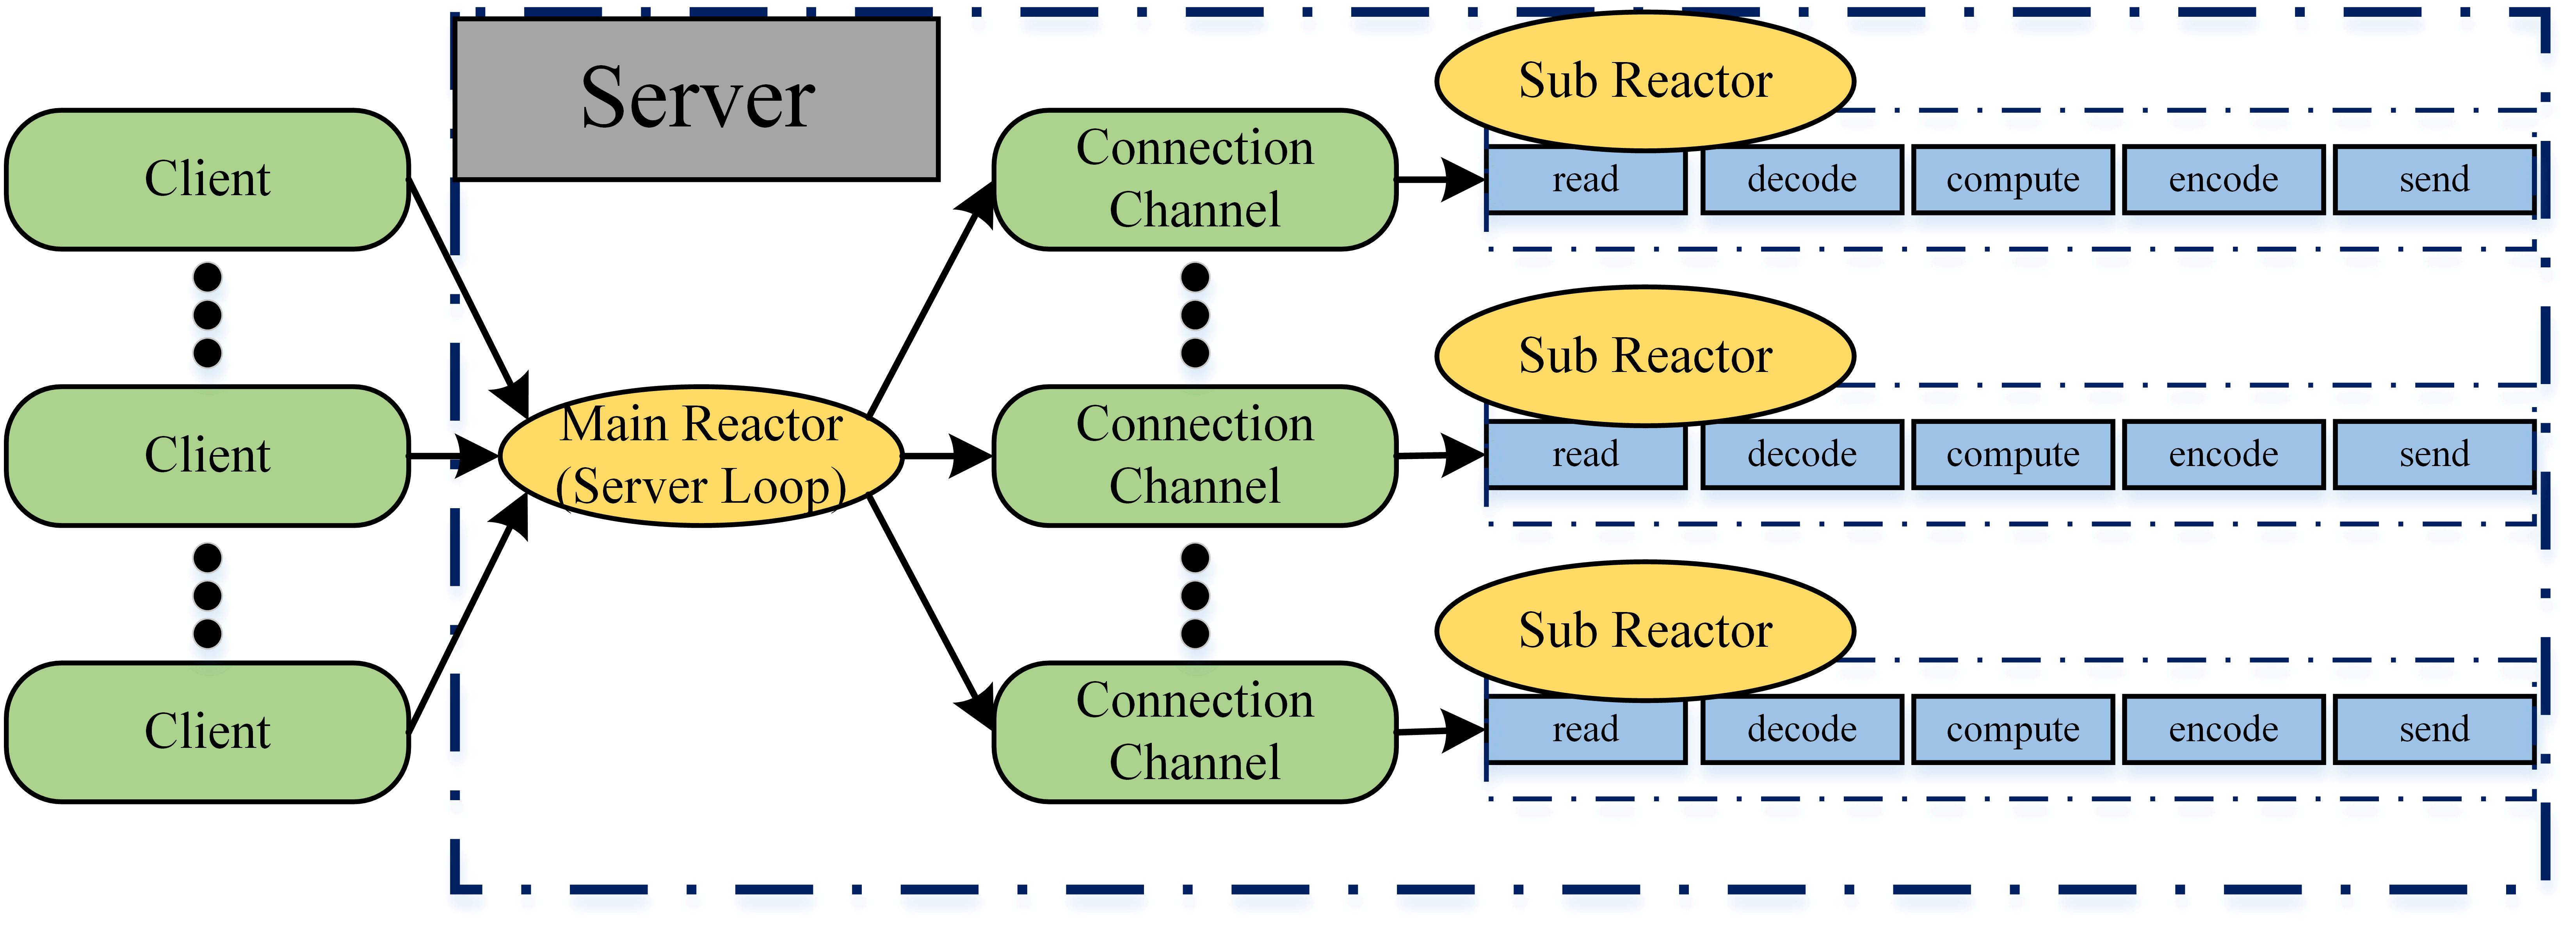 Server
Client
Client
Client
Main Reactor
(Server Loop)
Connection
Channel
Connection
Channel
Connection
Channel
Sub Reactor
read
decode
compute
encode
send
Sub Reactor
read
decode
compute
encode
send
Sub Reactor
read
decode
compute
encode
send